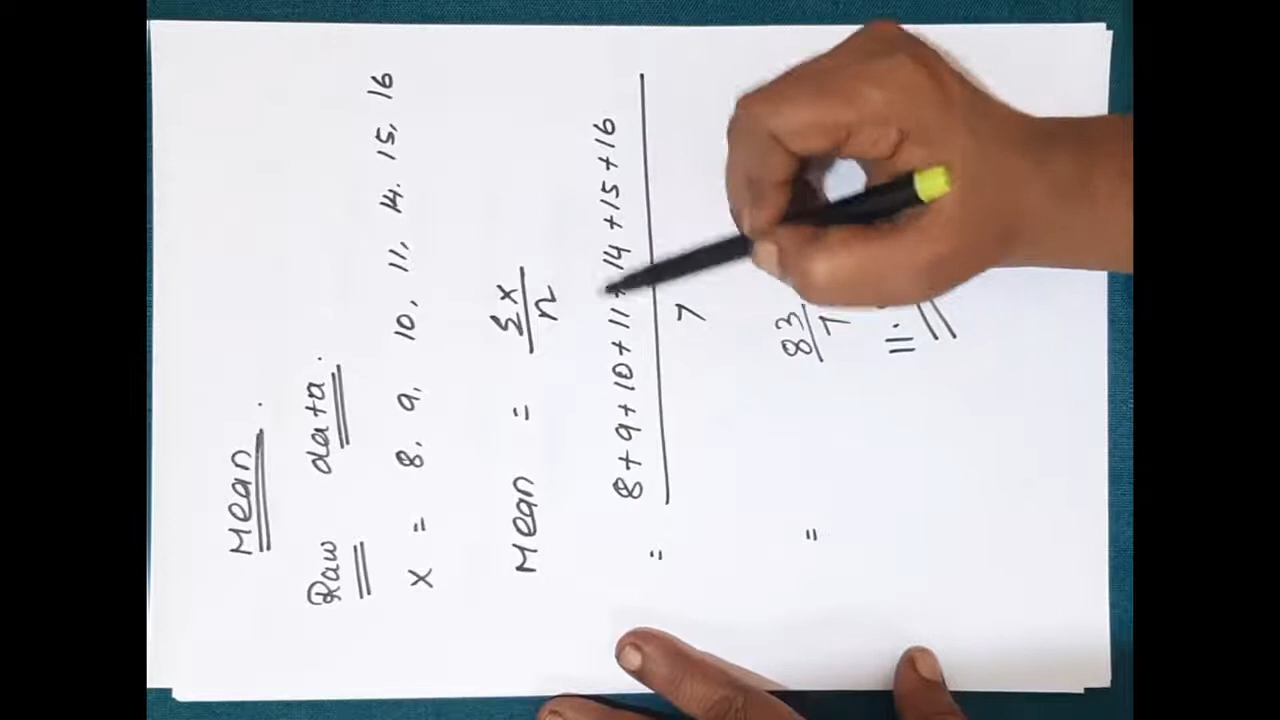 Mean.
Raw data.
X = 8, 9, 10, 11, 14, 15, 16
Mean = Σx/n
= 8+9+10+11+14+15+16
7
= 83/7
11.